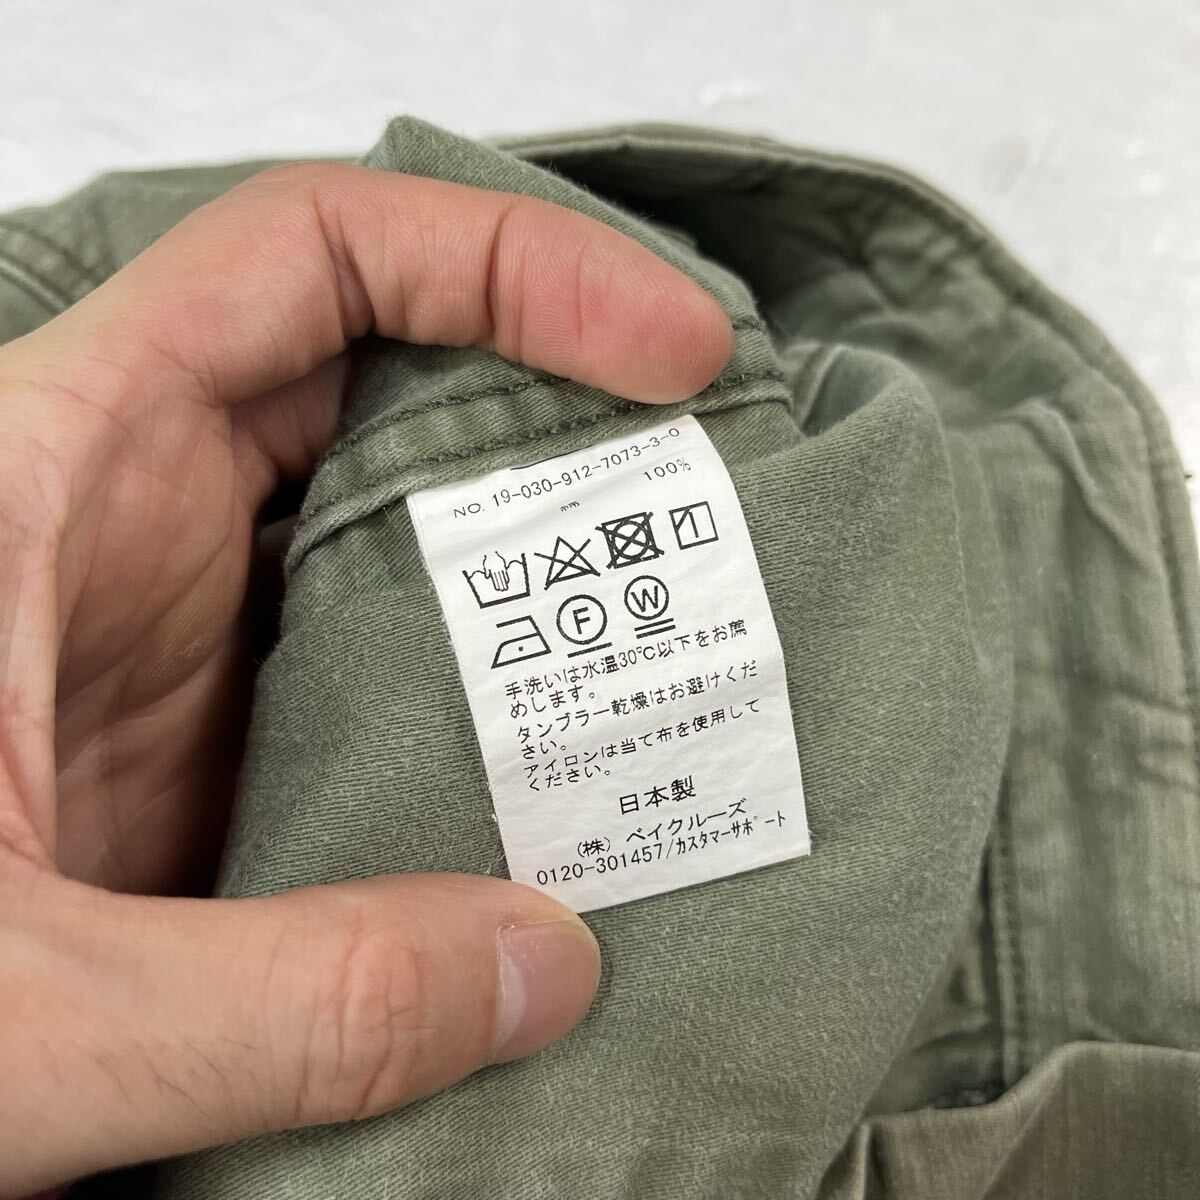 NO. 19-030-912-7073-3-0
綿 100%
F W
手洗いは水温30℃以下をお薦
めします。
タンブラー乾燥はお避けくだ
さい。
アイロンは当て布を使用して
ください。
日本製
(株) ベイクルーズ
0120-301457/カスタマーサポート